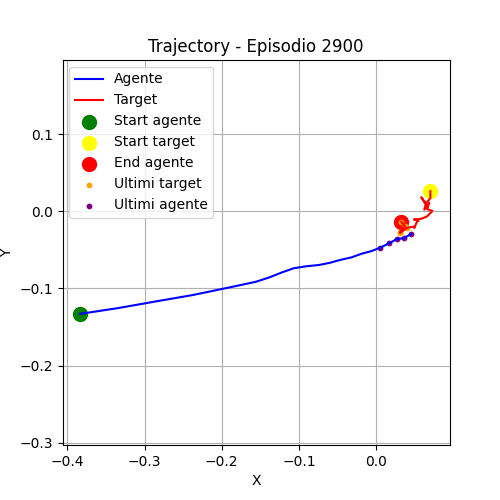 Trajectory - Episodio 2900
Agente
Target
Start agente
Start target
End agente
Ultimi target
Ultimi agente
0.1
0.0
−0.1
−0.2
−0.3
Y
−0.4
−0.3
−0.2
−0.1
0.0
X